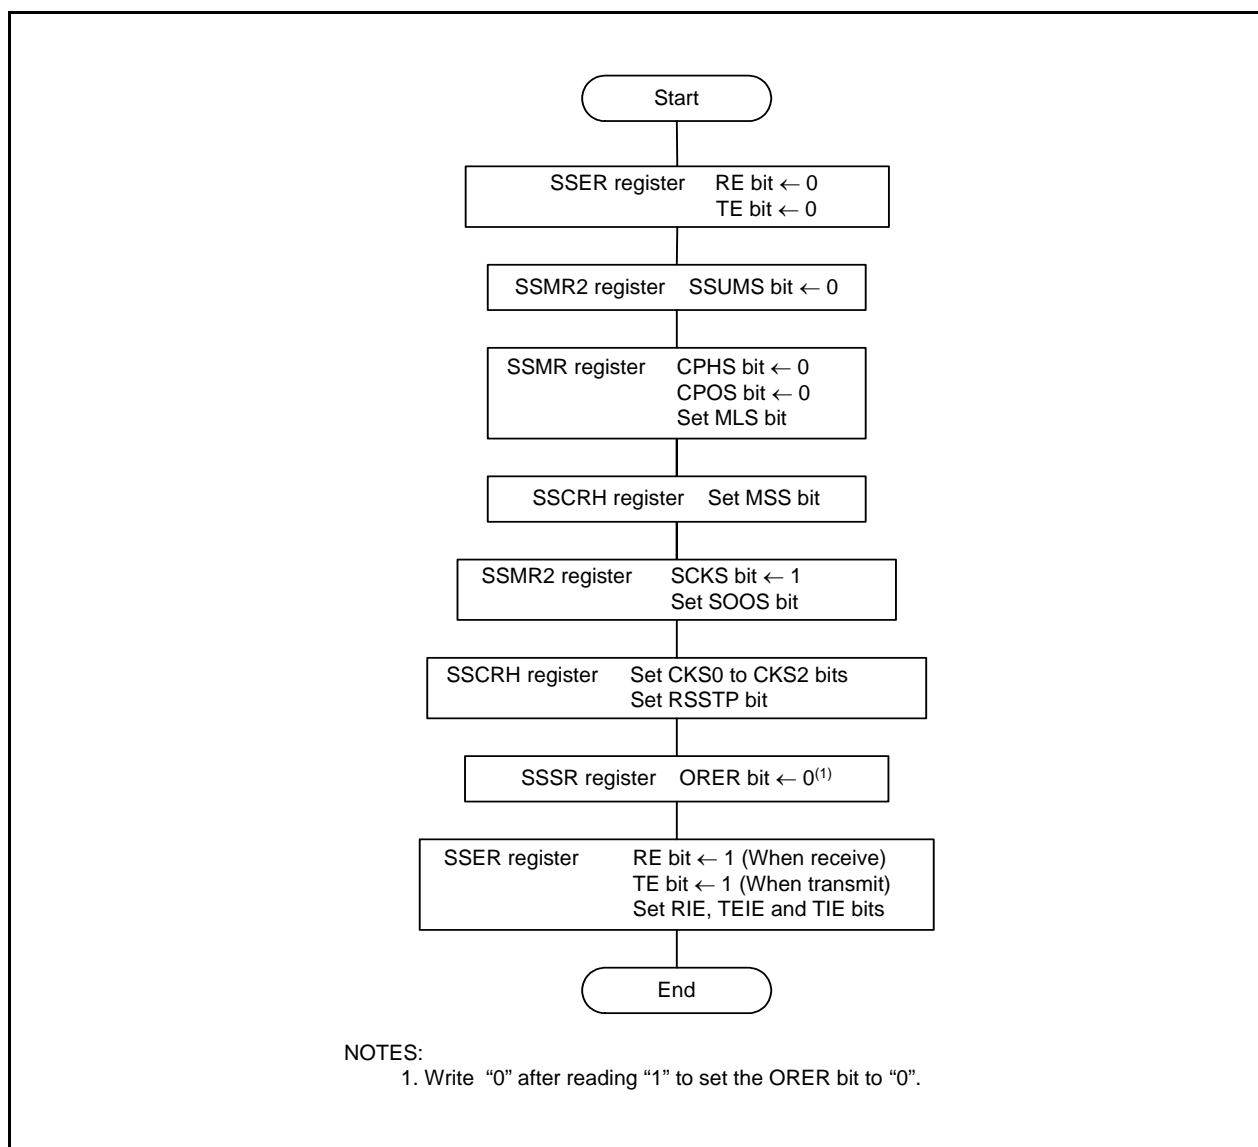 Start
SSER register RE bit ← 0
TE bit ← 0
SSMR2 register SSUMS bit ← 0
SSMR register CPHS bit ← 0
CPOS bit ← 0
Set MLS bit
SSCRH register Set MSS bit
SSMR2 register SCKS bit ← 1
Set SOOS bit
SSCRH register Set CKS0 to CKS2 bits
Set RSSTP bit
SSSR register ORER bit ← 0(1)
SSER register RE bit ← 1 (When receive)
TE bit ← 1 (When transmit)
Set RIE, TEIE and TIE bits
End
NOTES:
1. Write “0” after reading “1” to set the ORER bit to “0”.